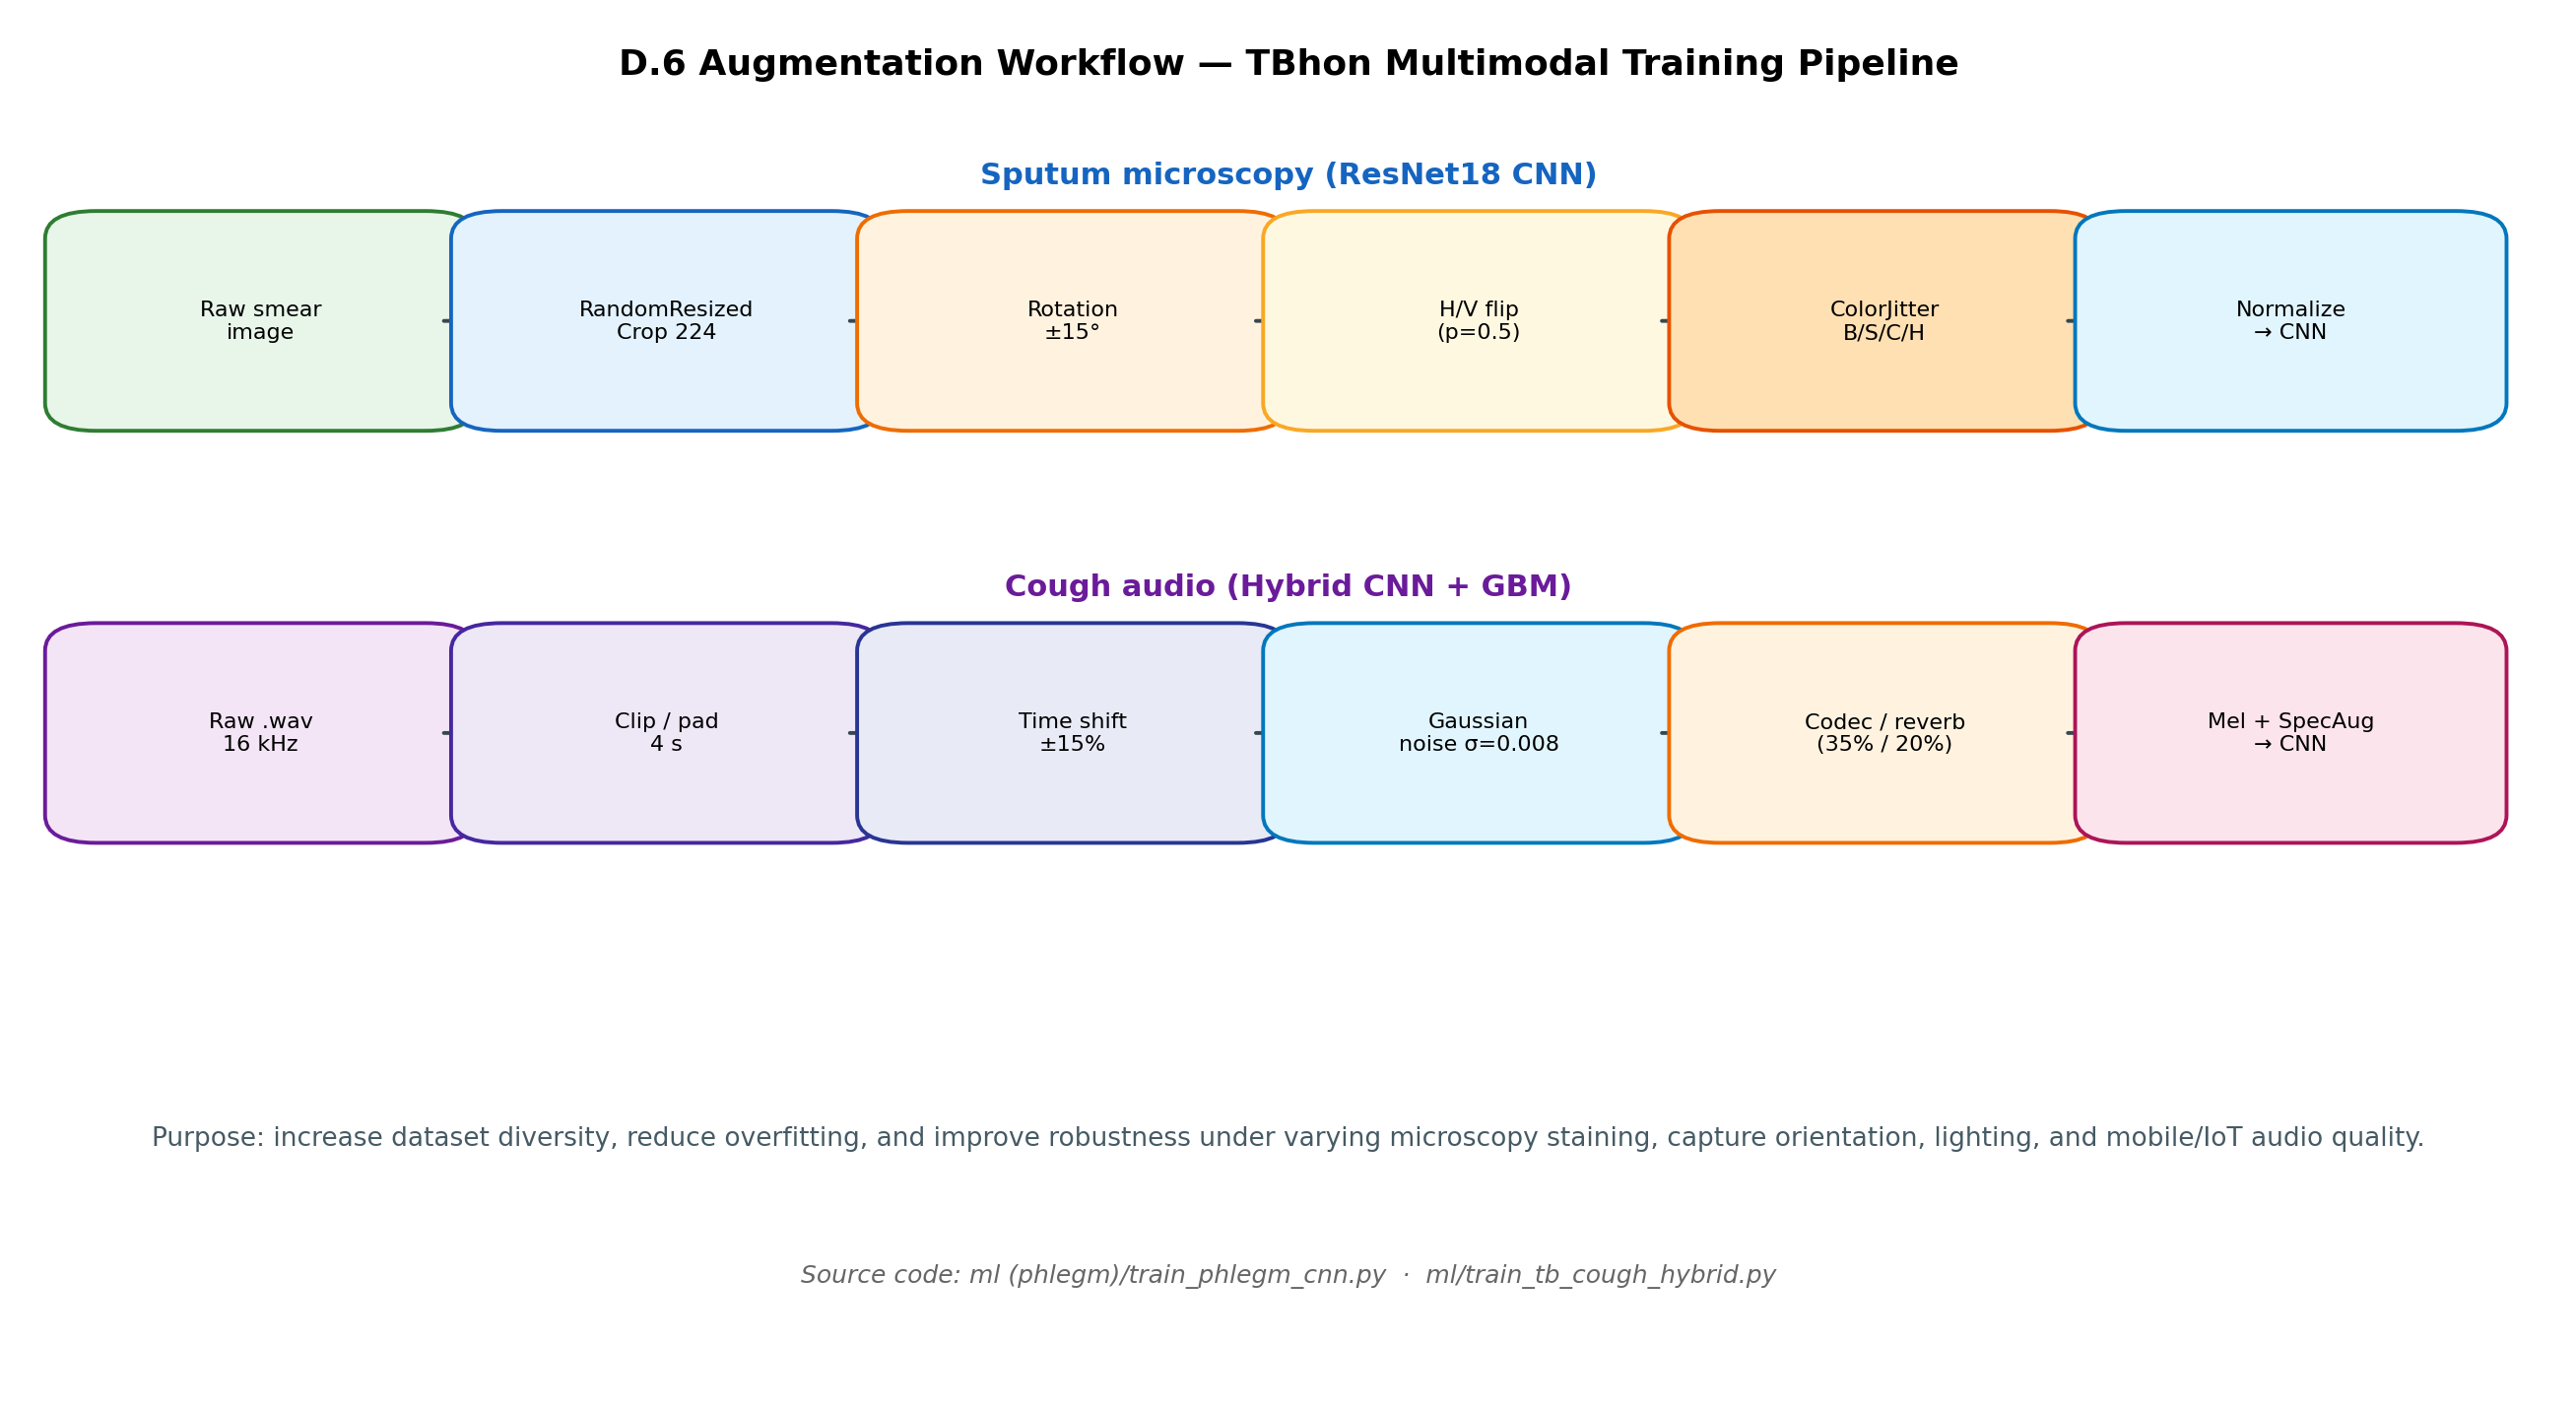 D.6 Augmentation Workflow — TBhon Multimodal Training Pipeline
Sputum microscopy (ResNet18 CNN)
Raw smear
image
RandomResized
Crop 224
Rotation
±15°
H/V flip
(p=0.5)
ColorJitter
B/S/C/H
Normalize
→ CNN
Cough audio (Hybrid CNN + GBM)
Raw .wav
16 kHz
Clip / pad
4 s
Time shift
±15%
Gaussian
noise σ=0.008
Codec / reverb
(35% / 20%)
Mel + SpecAug
→ CNN
Purpose: increase dataset diversity, reduce overfitting, and improve robustness under varying microscopy staining, capture orientation, lighting, and mobile/IoT audio quality.
Source code: ml (phlegm)/train_phlegm_cnn.py · ml/train_tb_cough_hybrid.py